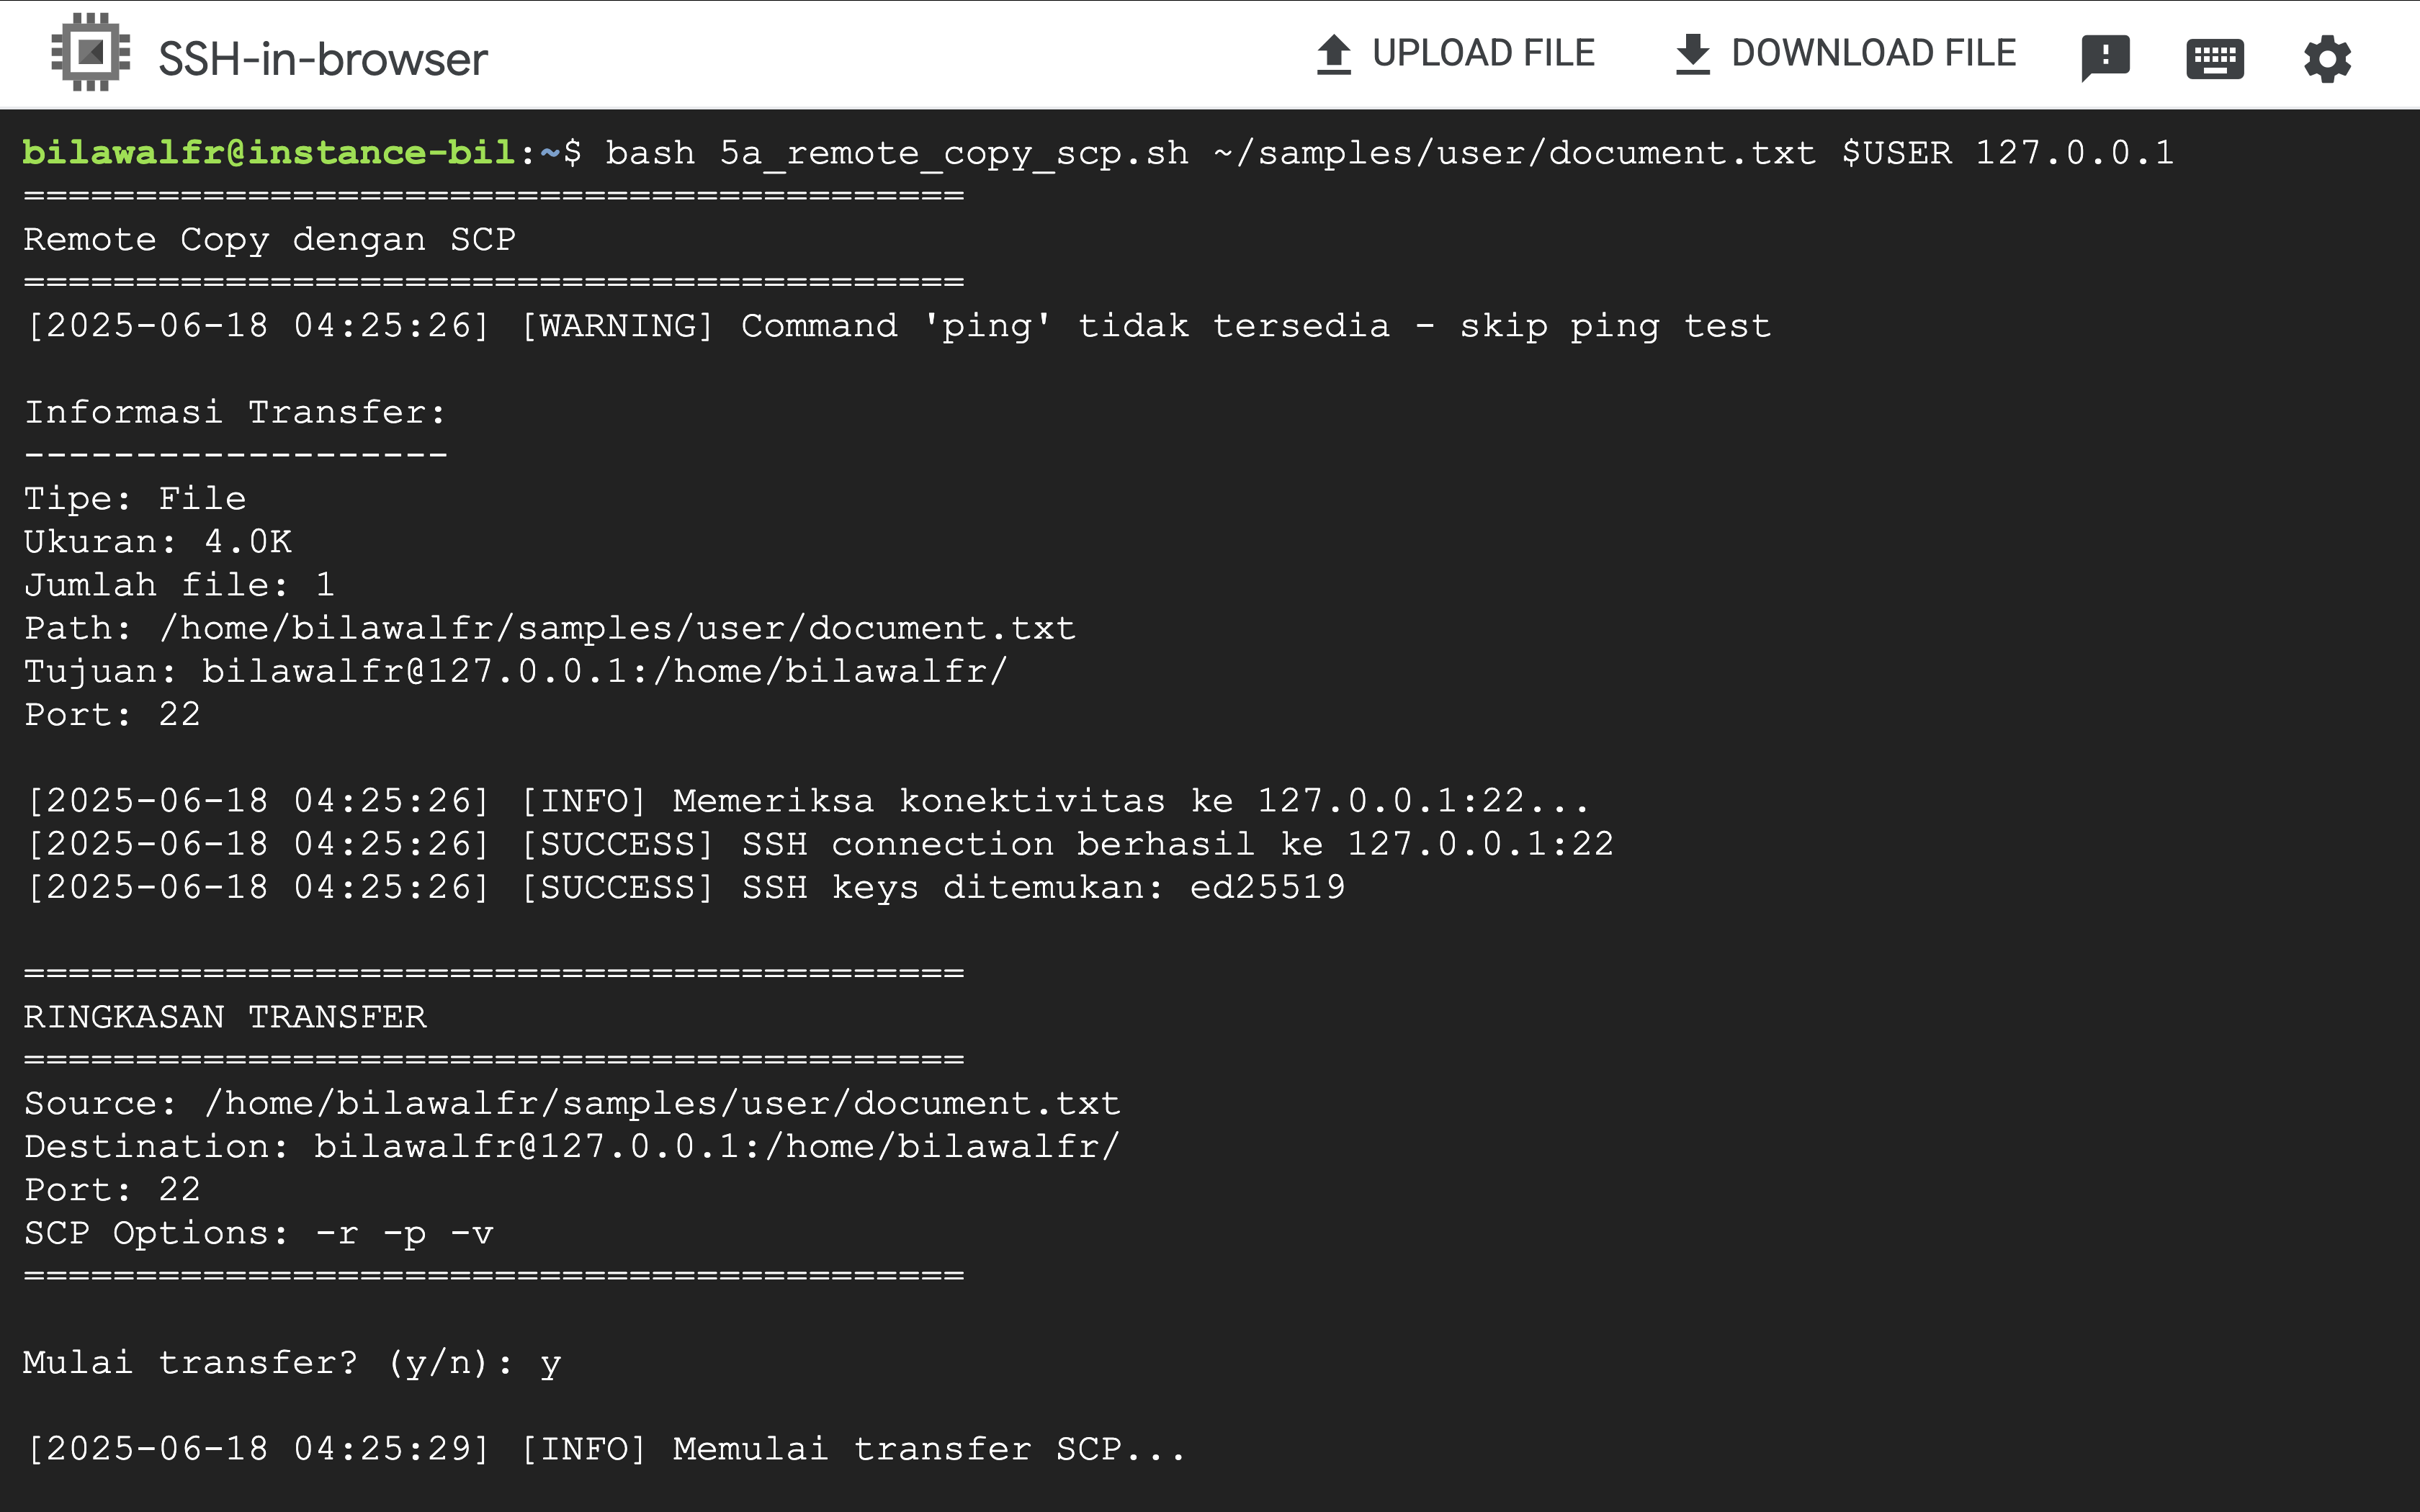 SSH-in-browser
UPLOAD FILE
DOWNLOAD FILE
bilawalfr@instance-bil:~$ bash 5a_remote_copy_scp.sh ~/samples/user/document.txt $USER 127.0.0.1
==========================================
Remote Copy dengan SCP
==========================================
[2025-06-18 04:25:26] [WARNING] Command 'ping' tidak tersedia - skip ping test
Informasi Transfer:
-------------------
Tipe: File
Ukuran: 4.0K
Jumlah file: 1
Path: /home/bilawalfr/samples/user/document.txt
Tujuan: bilawalfr@127.0.0.1:/home/bilawalfr/
Port: 22
[2025-06-18 04:25:26] [INFO] Memeriksa konektivitas ke 127.0.0.1:22...
[2025-06-18 04:25:26] [SUCCESS] SSH connection berhasil ke 127.0.0.1:22
[2025-06-18 04:25:26] [SUCCESS] SSH keys ditemukan: ed25519
==========================================
RINGKASAN TRANSFER
==========================================
Source: /home/bilawalfr/samples/user/document.txt
Destination: bilawalfr@127.0.0.1:/home/bilawalfr/
Port: 22
SCP Options: -r -p -v
==========================================
Mulai transfer? (y/n): y
[2025-06-18 04:25:29] [INFO] Memulai transfer SCP...